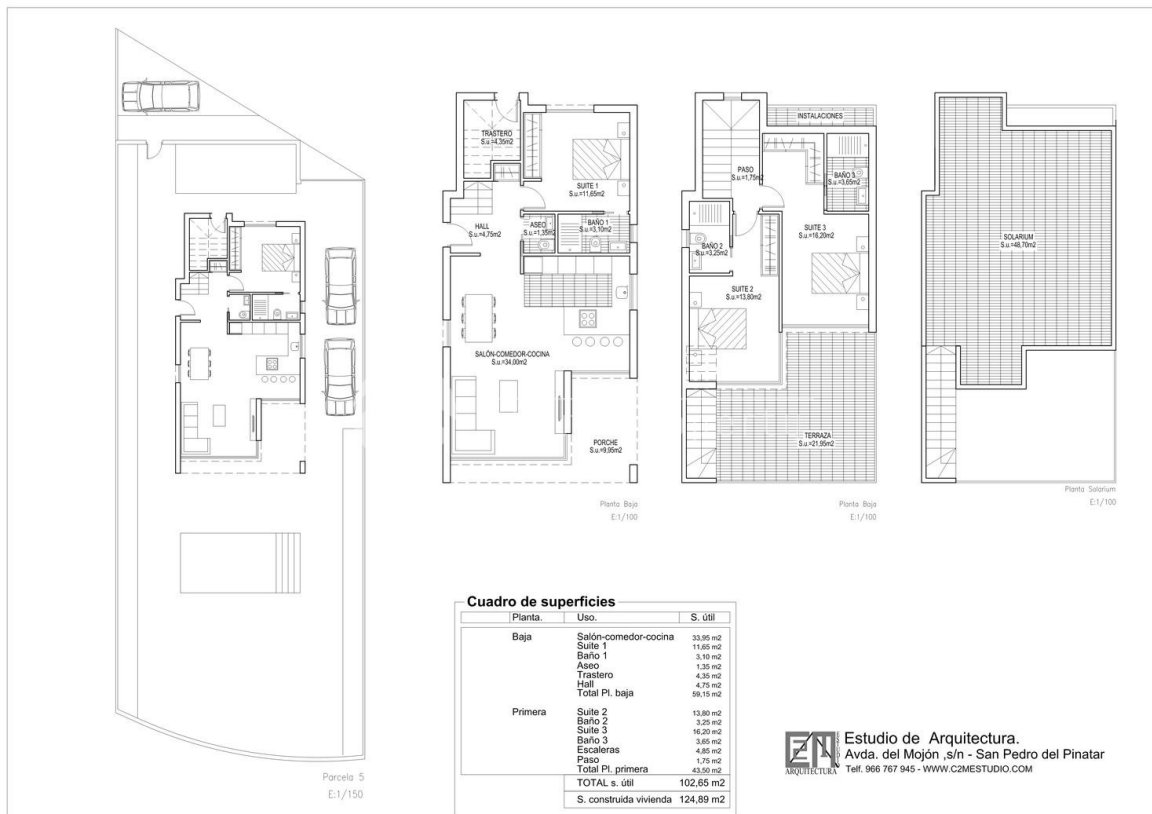 TRASTERO
S.u.=4,35m2
SUITE 1
S.u.=11,65m2
HALL
S.u.=4,75m2
ASEO
S.u.=1,35m2
BAÑO 1
S.u.=3,10m2
SALÓN-COMEDOR-COCINA
S.u.=34,00m2
PORCHE
S.u.=9,95m2
Planta Baja
E:1/100
INSTALACIONES
PASO
S.u.=1,75m2
BAÑO 3
S.u.=3,65m2
BAÑO 2
S.u.=3,25m2
SUITE 3
S.u.=16,20m2
SUITE 2
S.u.=13,80m2
TERRAZA
S.u.=21,95m2
Planta Baja
E:1/100
SOLARIUM
S.u.=48,70m2
Planta Solarium
E:1/100
Parcela 5
E:1/150
Cuadro de superficies
Planta. Uso. S. útil
Baja Salón-comedor-cocina 33,95 m2
Suite 1 11,65 m2
Baño 1 3,10 m2
Aseo 1,35 m2
Trastero 4,35 m2
Hall 4,75 m2
Total Pl. baja 59,15 m2
Primera Suite 2 13,80 m2
Baño 2 3,25 m2
Suite 3 16,20 m2
Baño 3 3,65 m2
Escaleras 4,85 m2
Paso 1,75 m2
Total Pl. primera 43,50 m2
TOTAL s. útil 102,65 m2
S. construida vivienda 124,89 m2
ARQUITECTURA
Estudio de Arquitectura.
Avda. del Mojón ,s/n - San Pedro del Pinatar
Telf. 966 767 945 - WWW.C2MESTUDIO.COM